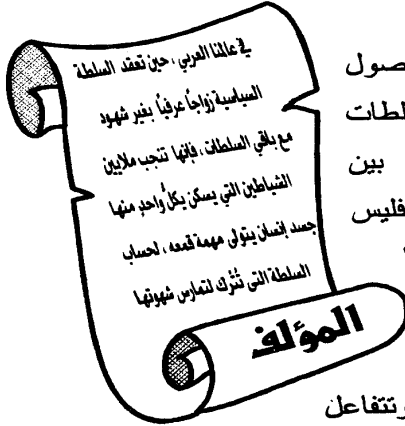 في عالمنا العربي، حين تعقد السلطة
السياسية زواجاً عرفياً بغير شهود
مع باقي السلطات، فإنها تنجب ملايين
الشياطين التي يسكن بكل واحدٍ منها
جسد إنسان يتولى مهمة قمعه، لحساب
السلطة التي تُترك لتمارس شهوتها
المؤلف
صول
لطات
بين
فليس
وتتفاعل